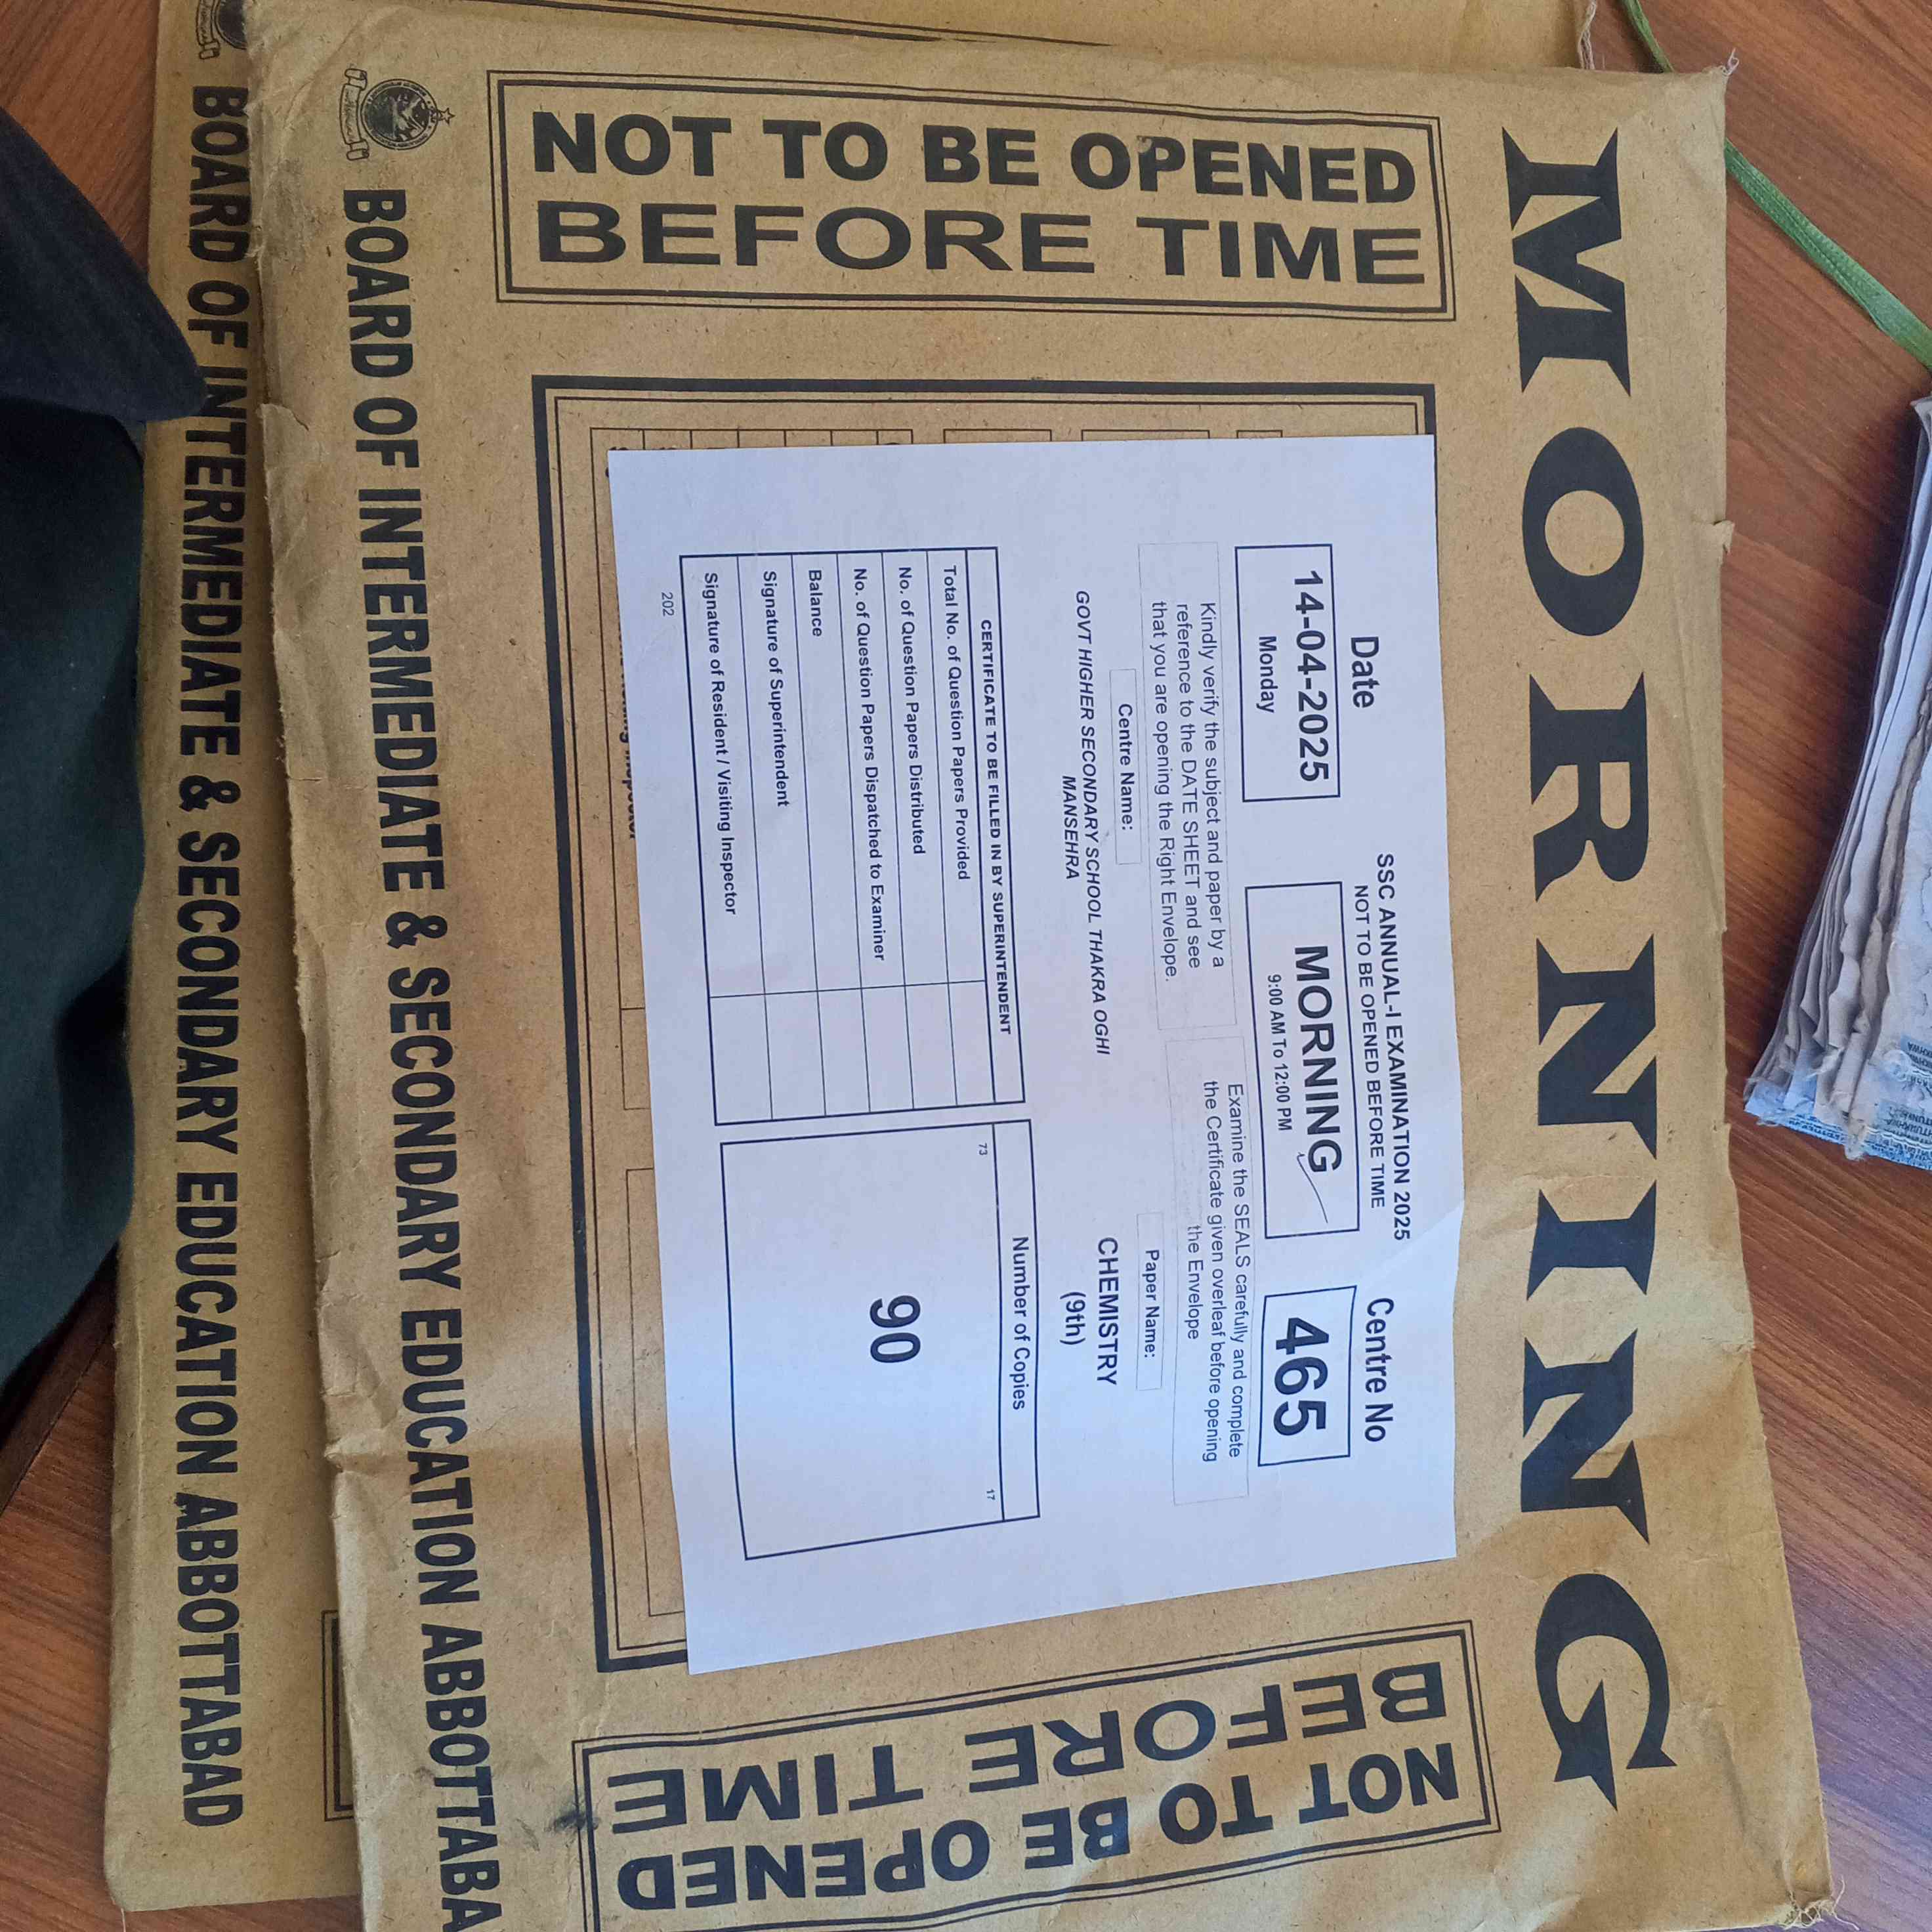 MORNING
NOT TO BE OPENED
BEFORE TIME
SSC ANNUAL-I EXAMINATION 2025
NOT TO BE OPENED BEFORE TIME
Date
14-04-2025
Monday
MORNING
9:00 AM To 12:00 PM
Centre No
465
Kindly verify the subject and paper by a
reference to the DATE SHEET and see
that you are opening the Right Envelope.
Examine the SEALS carefully and complete
the Certificate given overleaf before opening
the Envelope
Centre Name:
GOVT HIGHER SECONDARY SCHOOL THAKRA OGHI
MANSEHRA
Paper Name:
CHEMISTRY
(9th)
CERTIFICATE TO BE FILLED IN BY SUPERINTENDENT
Total No. of Question Papers Provided
No. of Question Papers Distributed
No. of Question Papers Dispatched to Examiner
Balance
Signature of Superintendent
Signature of Resident / Visiting Inspector
202
Number of Copies
73
17
90
NOT TO BE OPENED
BEFORE TIME
BOARD OF INTERMEDIATE & SECONDARY EDUCATION ABBOTTABA
BOARD OF INTERMEDIATE & SECONDARY EDUCATION ABBOTTABAD